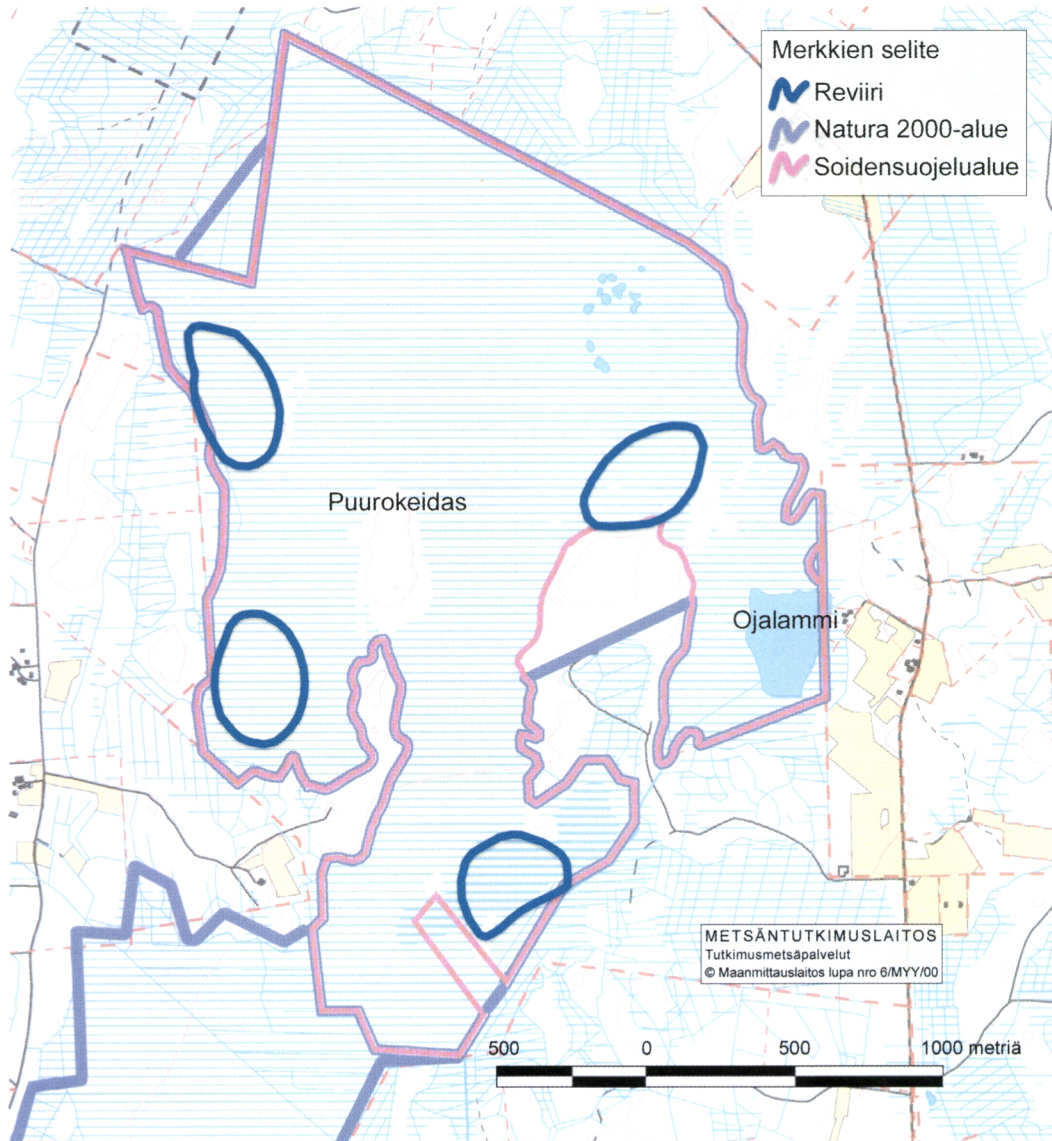 Merkkien selite
Reviiri
Natura 2000-alue
Soidensuojelualue
Puurokeidas
Ojalammi
METSÄNTUTKIMUSLAITOS
Tutkimusmetsäpalvelut
© Maanmittauslaitos lupa nro 6/MYY/00
500 0 500 1000 metriä